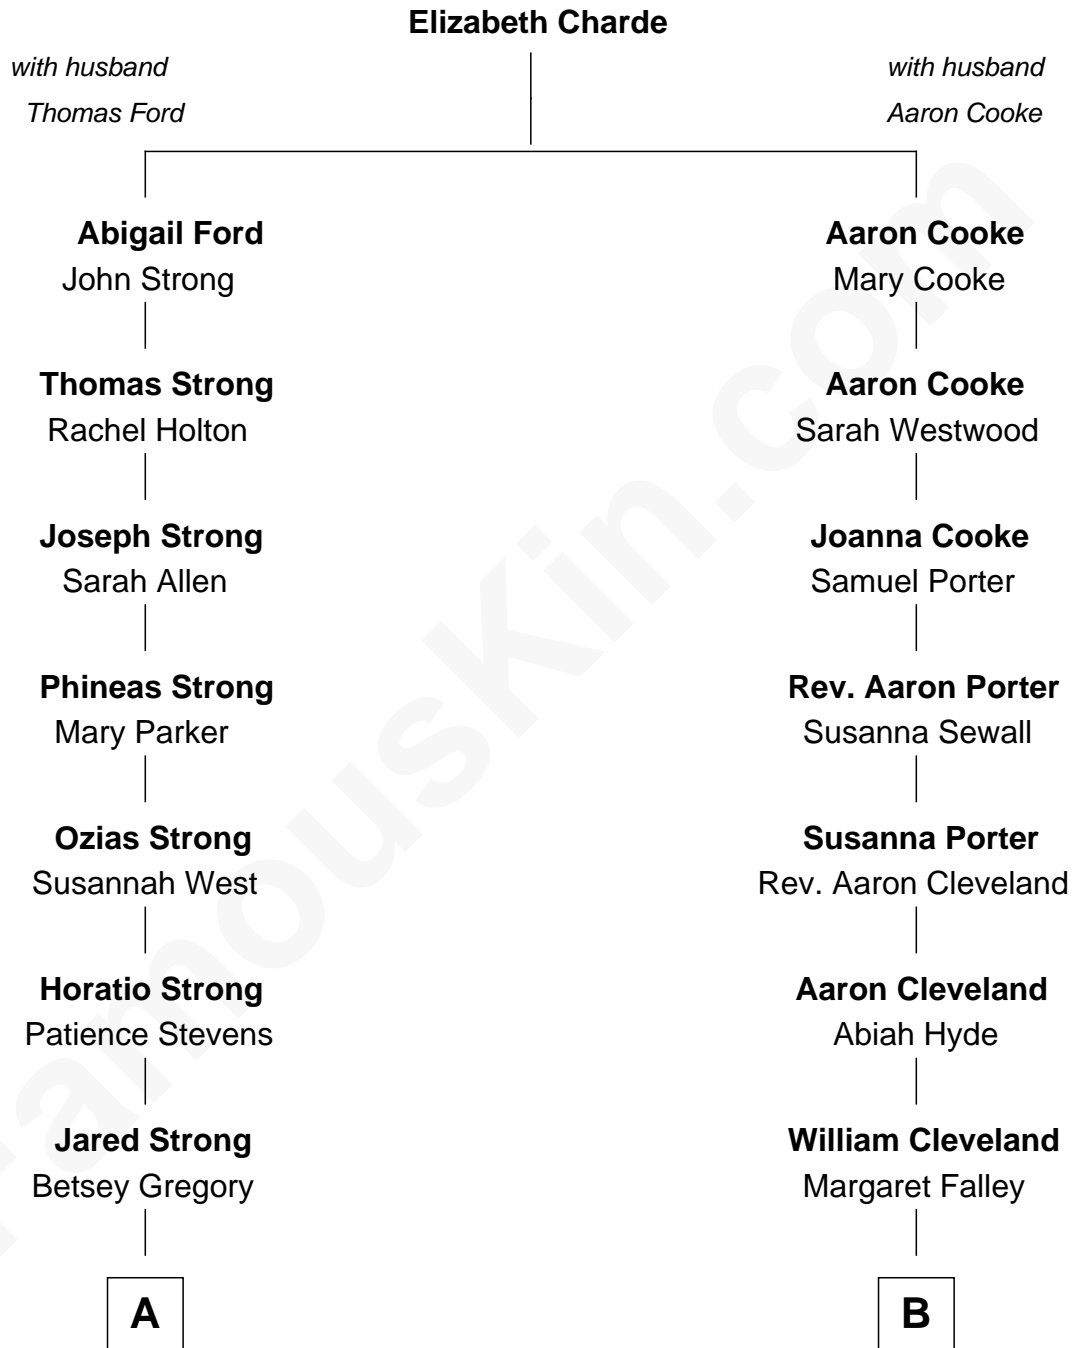 Elizabeth Charde
with husband
Thomas Ford
with husband
Aaron Cooke
Abigail Ford
John Strong
Aaron Cooke
Mary Cooke
Thomas Strong
Rachel Holton
Aaron Cooke
Sarah Westwood
Joseph Strong
Sarah Allen
Joanna Cooke
Samuel Porter
Phineas Strong
Mary Parker
Rev. Aaron Porter
Susanna Sewall
Ozias Strong
Susannah West
Susanna Porter
Rev. Aaron Cleveland
Horatio Strong
Patience Stevens
Aaron Cleveland
Abiah Hyde
Jared Strong
Betsey Gregory
William Cleveland
Margaret Falley
A
B
FamousKin.com